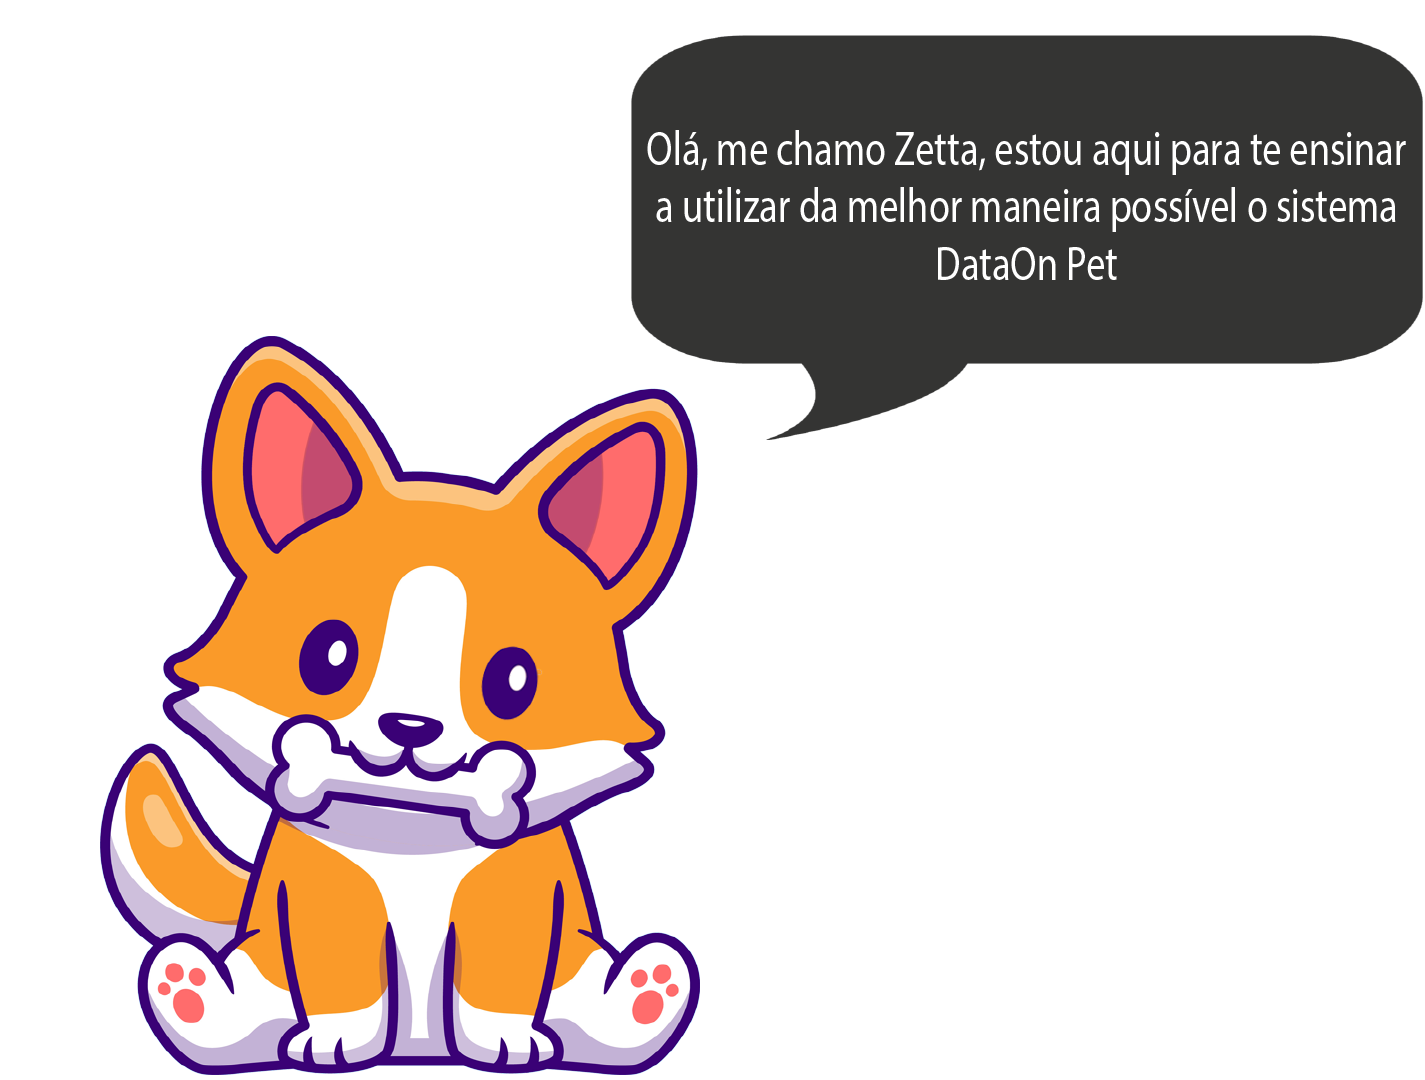 Olá, me chamo Zetta, estou aqui para te ensinar
a utilizar da melhor maneira possível o sistema
DataOn Pet